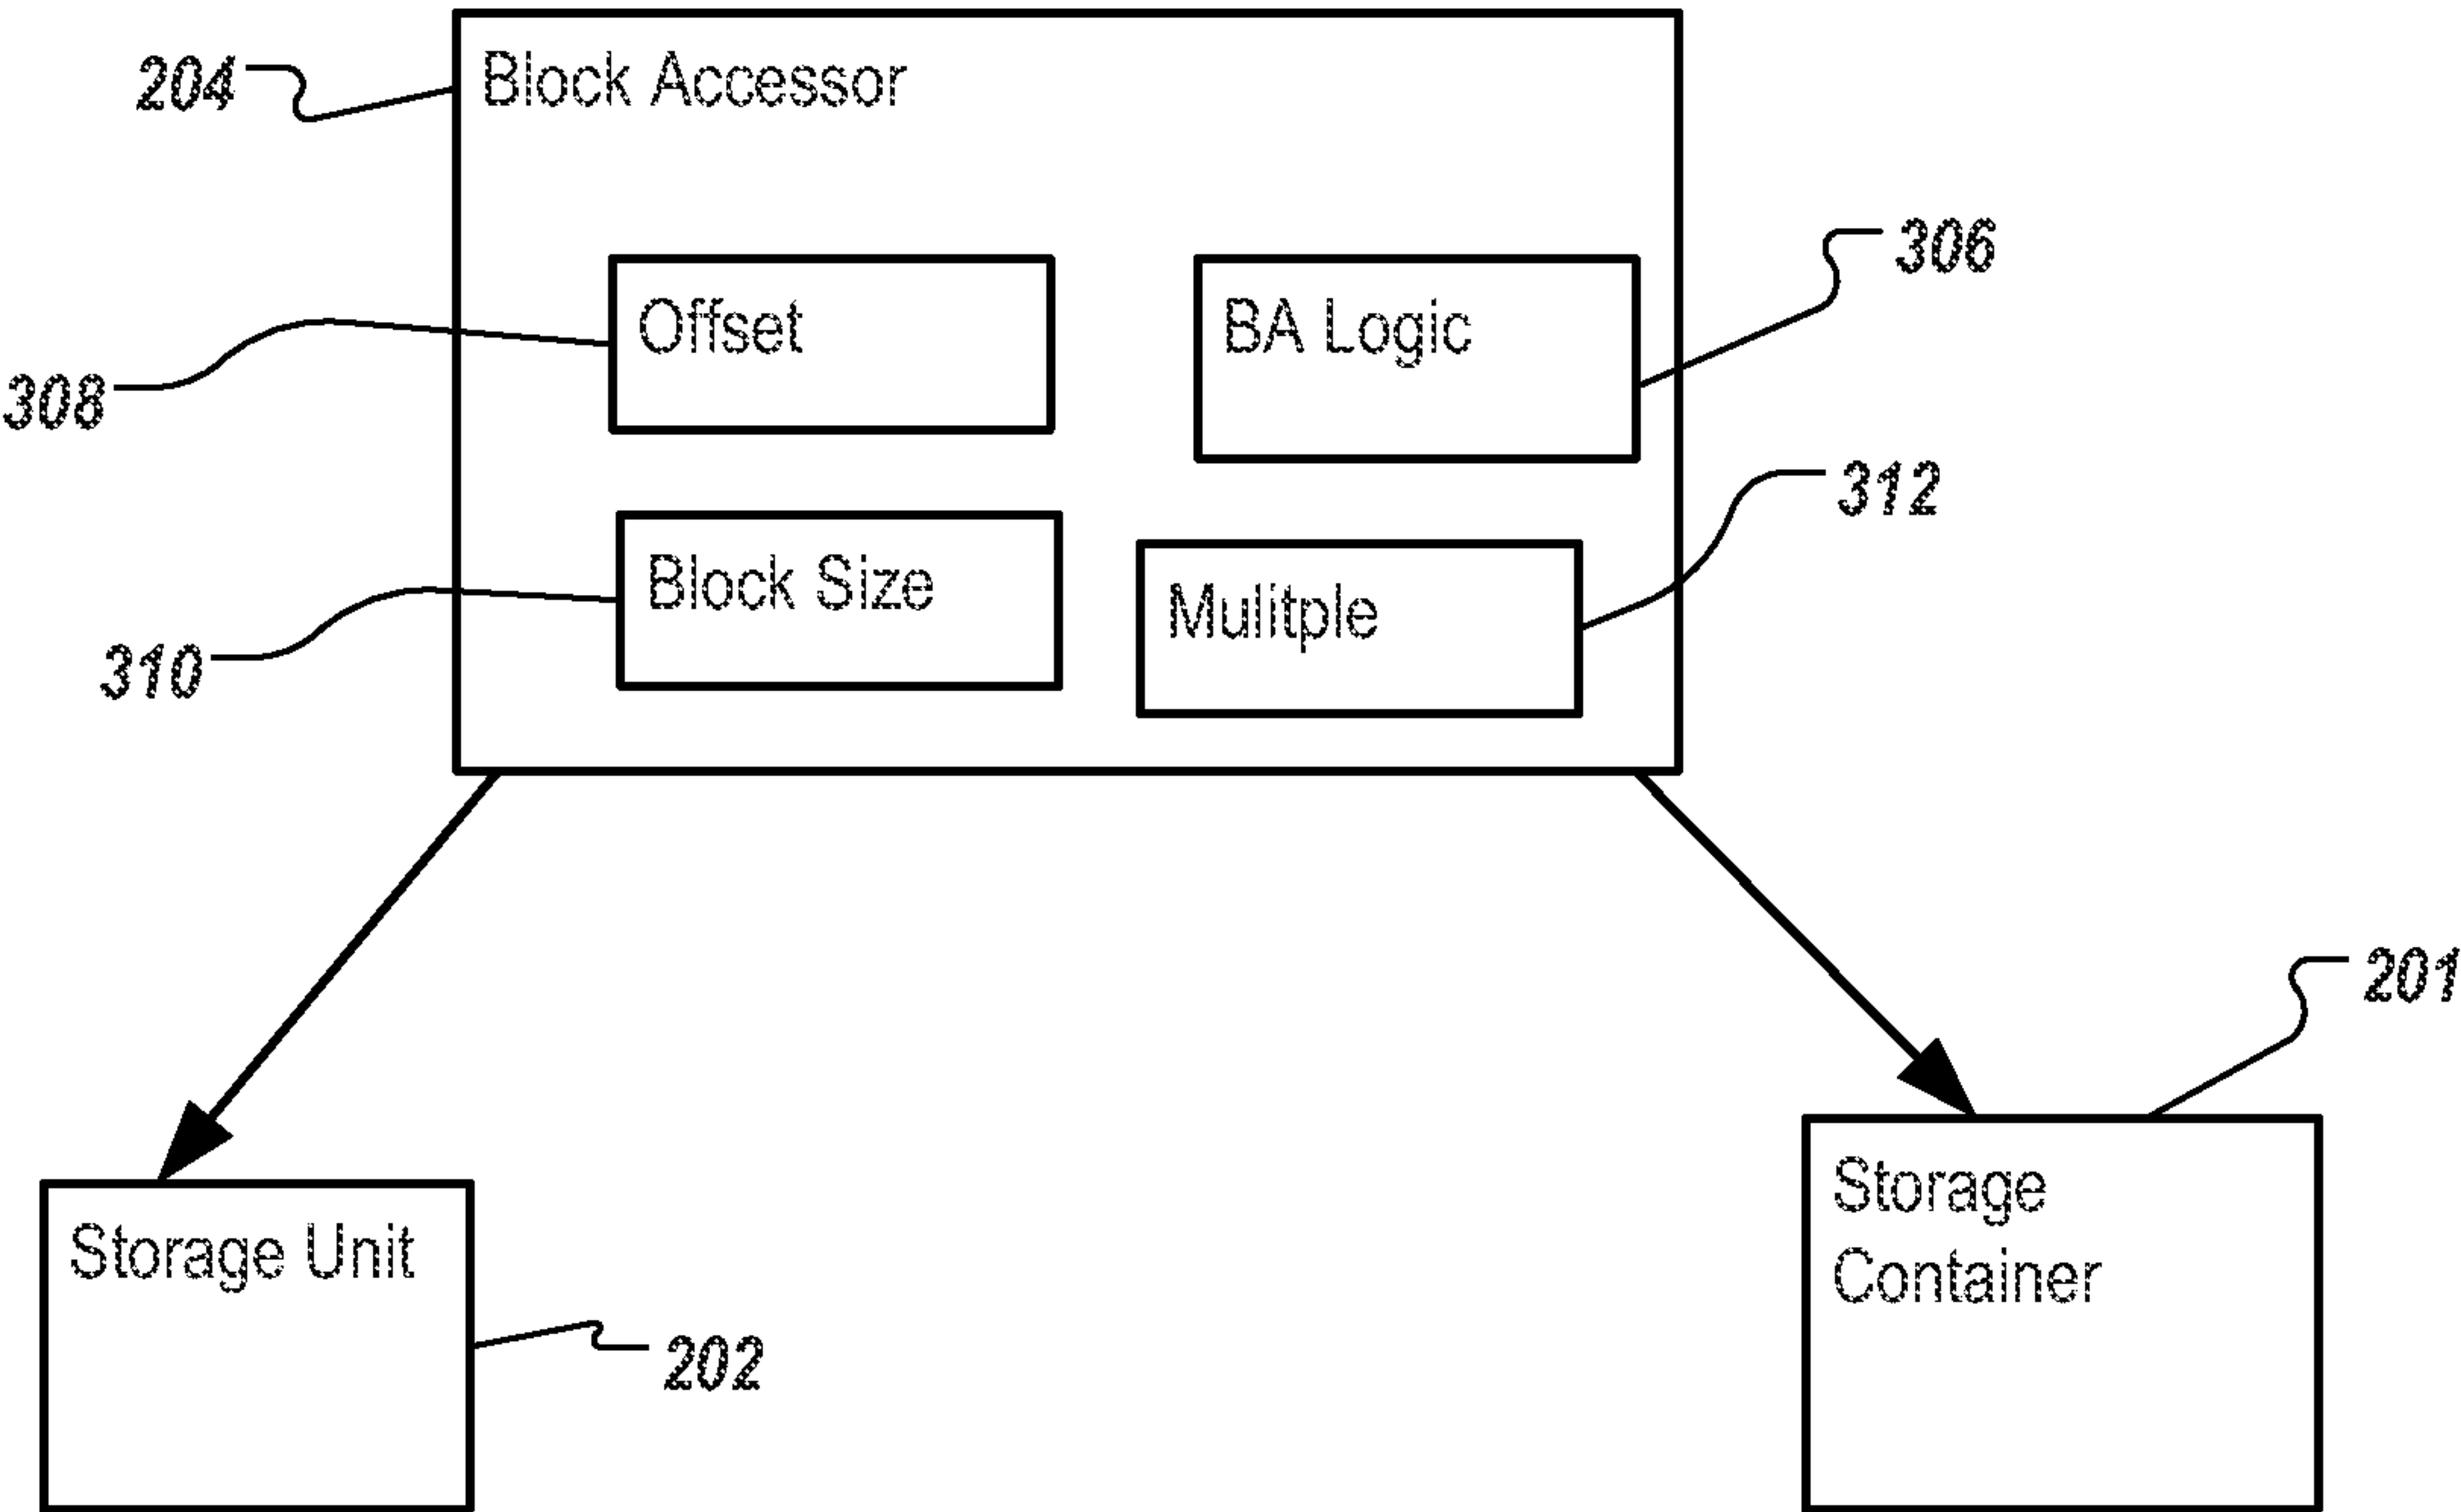 204
Block Accessor
306
Offset
BA Logic
308
312
Block Size
Mulitple
310
201
Storage
Container
Storage Unit
202